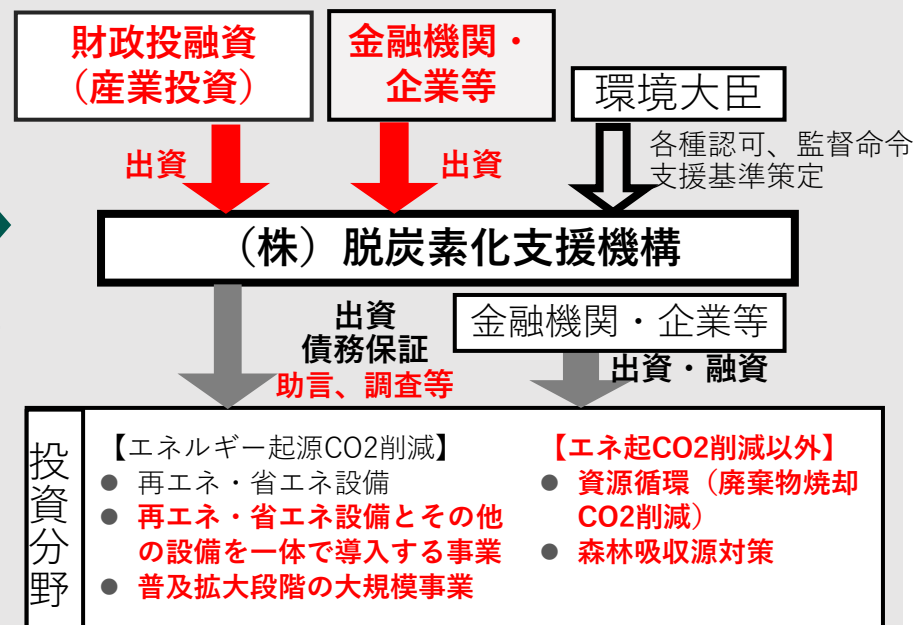 財政投融資
（産業投資）
金融機関・
企業等
環境大臣
出資
出資
各種認可、監督命令
支援基準策定
（株）脱炭素化支援機構
出資
債務保証
助言、調査等
金融機関・企業等
出資・融資
投資分野
【エネルギー起源CO2削減】
● 再エネ・省エネ設備
● 再エネ・省エネ設備とその他
の設備を一体で導入する事業
● 普及拡大段階の大規模事業
【エネ起CO2削減以外】
● 資源循環（廃棄物焼却
CO2削減）
● 森林吸収源対策